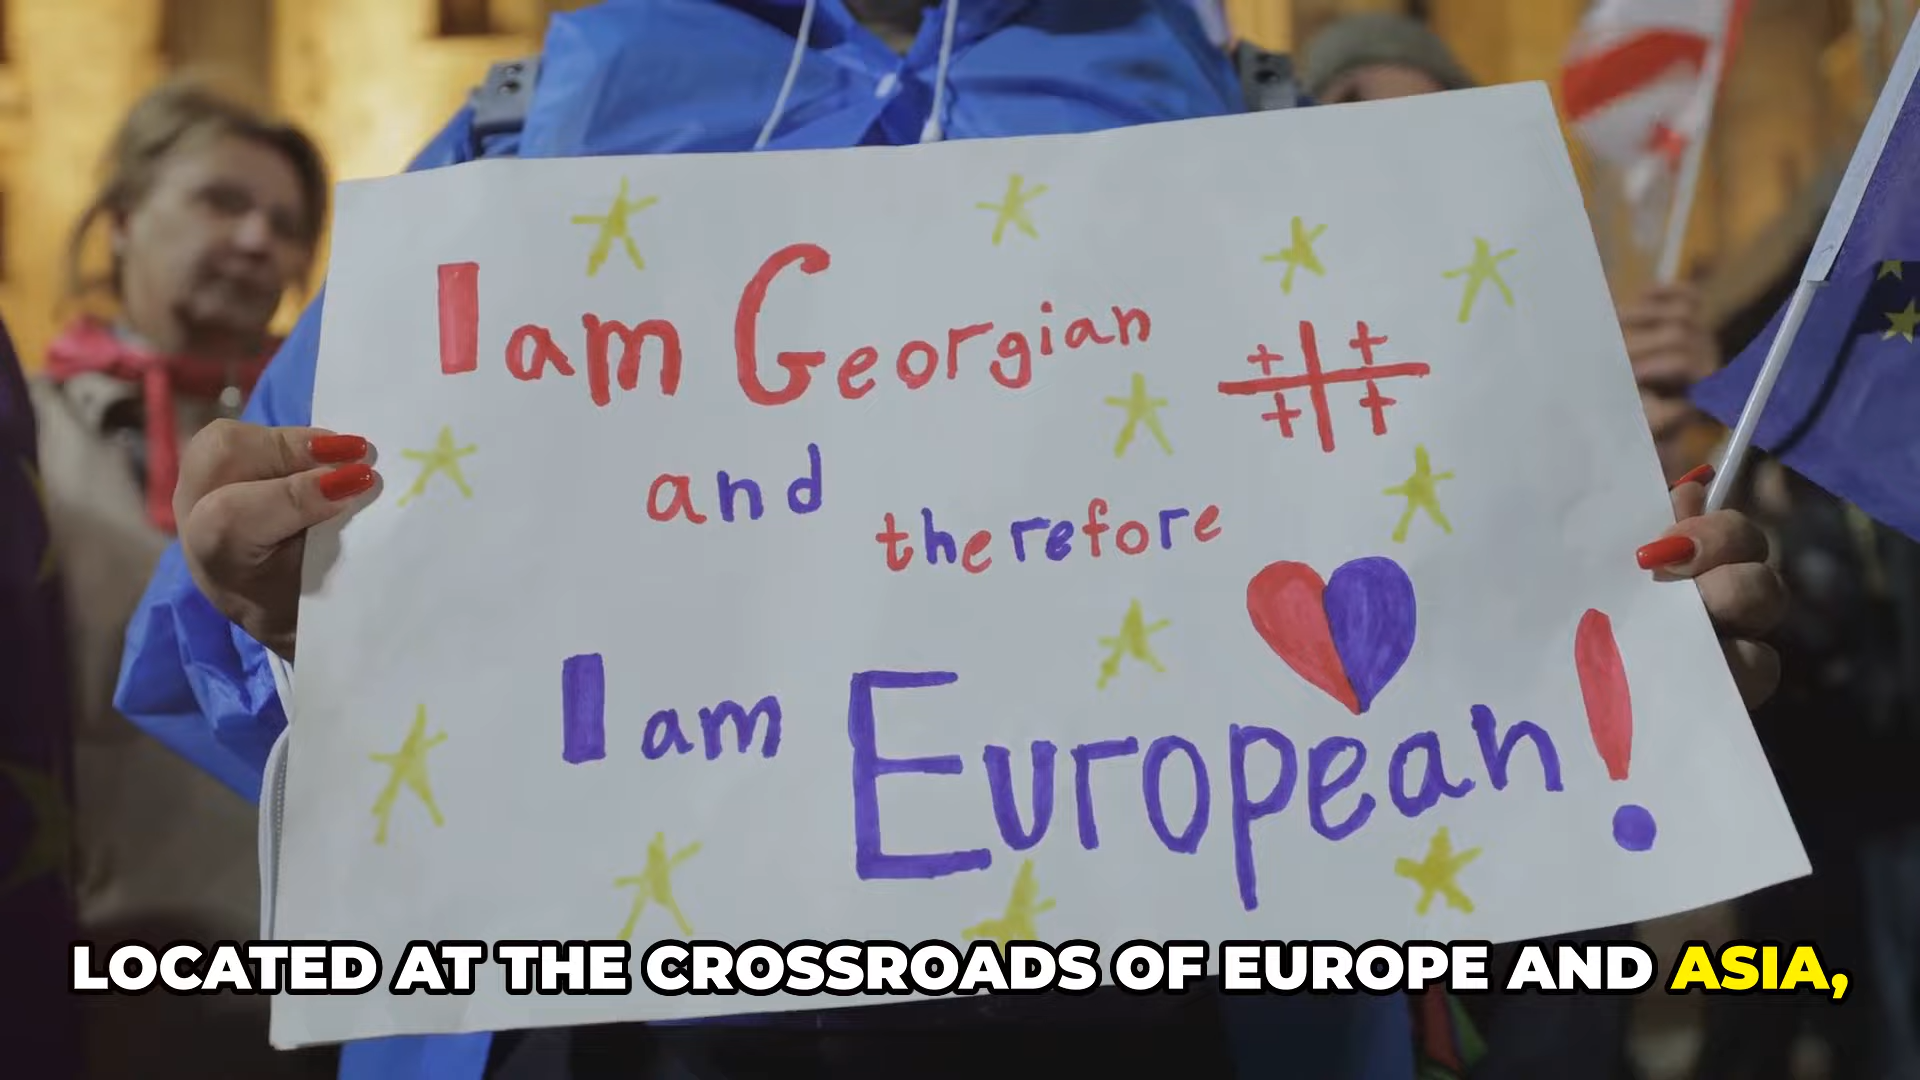 I am Georgian
and therefore
I am European!
LOCATED AT THE CROSSROADS OF EUROPE AND ASIA,